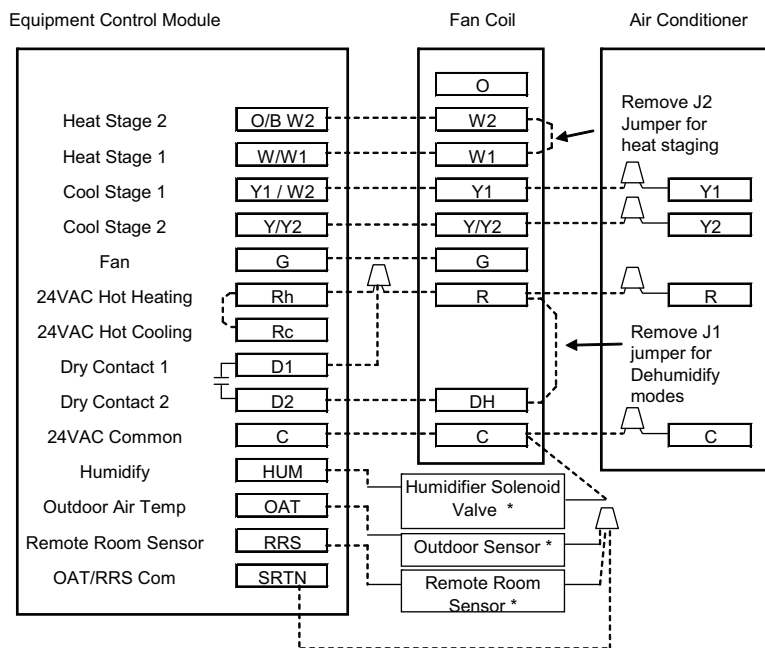 Equipment Control Module
Fan Coil
Air Conditioner
O
Heat Stage 2 O/B W2 W2
Remove J2
Jumper for
heat staging
Heat Stage 1 W/W1 W1
Cool Stage 1 Y1 / W2 Y1 Y1
Cool Stage 2 Y/Y2 Y/Y2 Y2
Fan G G
24VAC Hot Heating Rh R R
24VAC Hot Cooling Rc
Remove J1
jumper for
Dehumidify
modes
Dry Contact 1 D1
Dry Contact 2 D2 DH
24VAC Common C C C
Humidify HUM
Humidifier Solenoid
Valve *
Outdoor Air Temp OAT
Outdoor Sensor *
Remote Room Sensor RRS
Remote Room
Sensor *
OAT/RRS Com SRTN